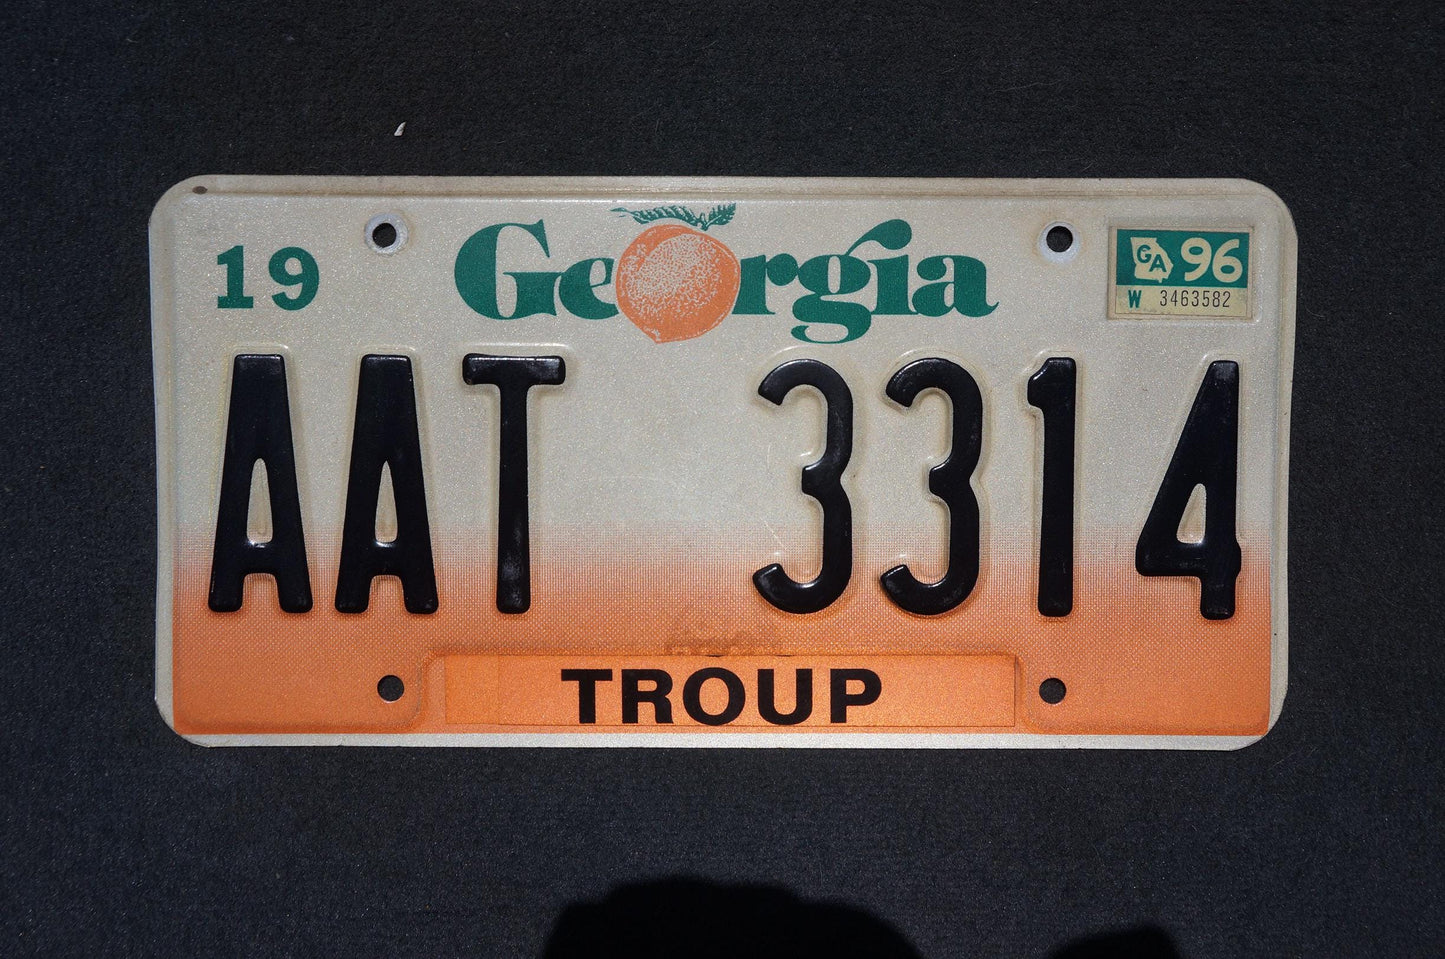 19 Georgia GA 96
W 3463582
AAT 3314
TROUP